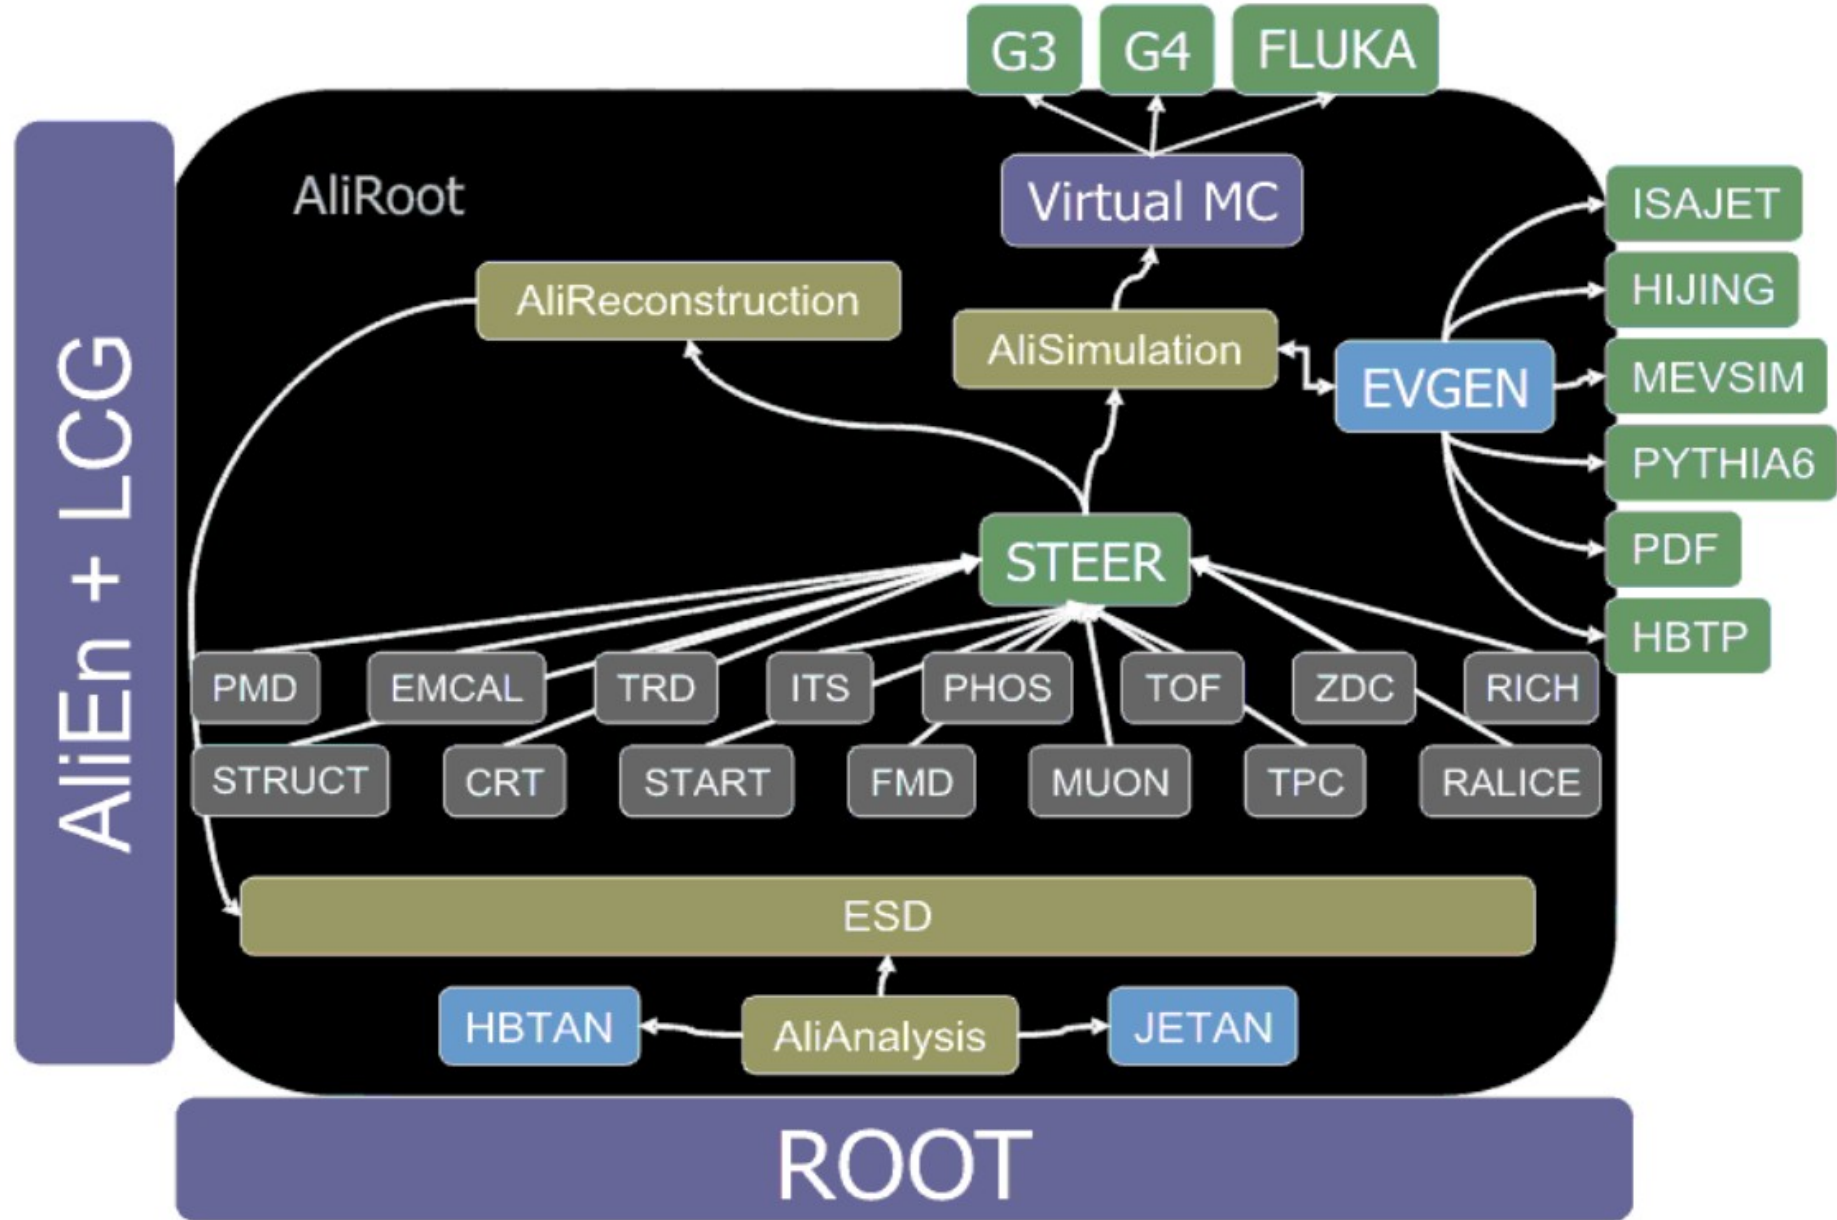 G3
G4
FLUKA
AliRoot
Virtual MC
ISAJET
AliReconstruction
HIJING
AliSimulation
EVGEN
MEVSIM
PYTHIA6
AliEn + LCG
STEER
PDF
HBTP
PMD
EMCAL
TRD
ITS
PHOS
TOF
ZDC
RICH
STRUCT
CRT
START
FMD
MUON
TPC
RALICE
ESD
HBTAN
AliAnalysis
JETAN
ROOT